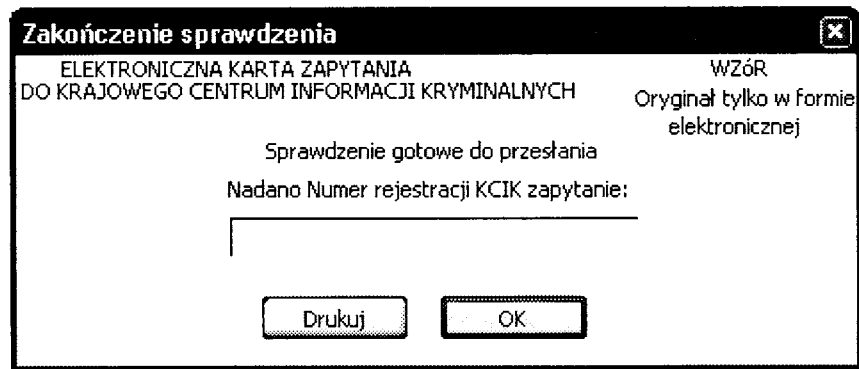 Zakończenie sprawdzenia
ELEKTRONICZNA KARTA ZAPYTANIA
DO KRAJOWEGO CENTRUM INFORMACJI KRYMINALNYCH
WZóR
Oryginał tylko w formie
elektronicznej
Sprawdzenie gotowe do przesłania
Nadano Numer rejestracji KCIK zapytanie:
Drukuj
OK